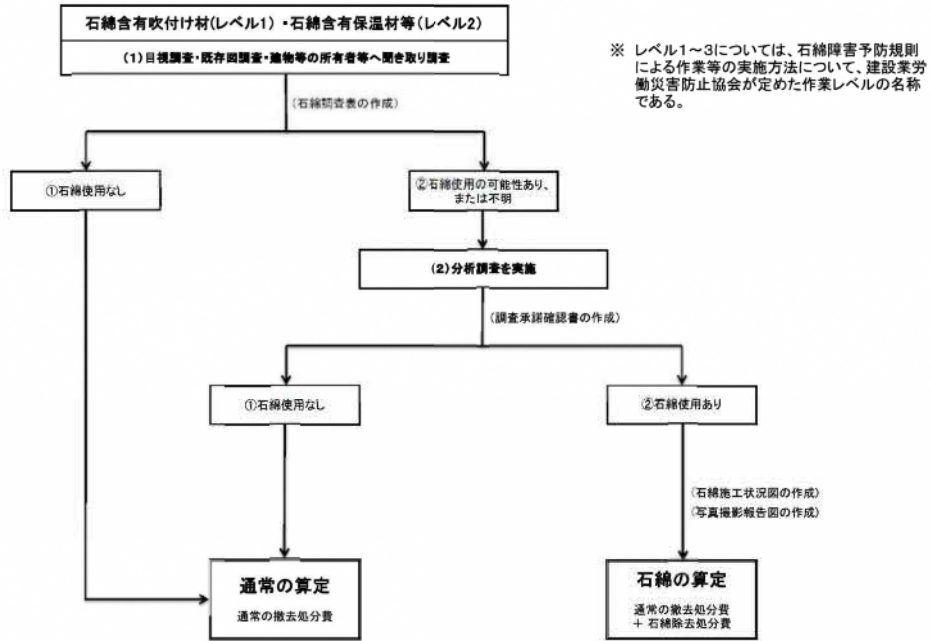 石綿含有吹付け材(レベル1)・石綿含有保温材等(レベル2)
(1)目視調査・既存図調査・建物等の所有者等へ聞き取り調査
※ レベル1～3については、石綿障害予防規則
による作業等の実施方法について、建設業労
働災害防止協会が定めた作業レベルの名称
である。
(石綿調査表の作成)
①石綿使用なし
②石綿使用の可能性あり、
または不明
(2)分析調査を実施
(調査承諾確認書の作成)
①石綿使用なし
②石綿使用あり
(石綿施工状況図の作成)
(写真撮影報告図の作成)
通常の算定
通常の撤去処分費
石綿の算定
通常の撤去処分費
+ 石綿除去処分費